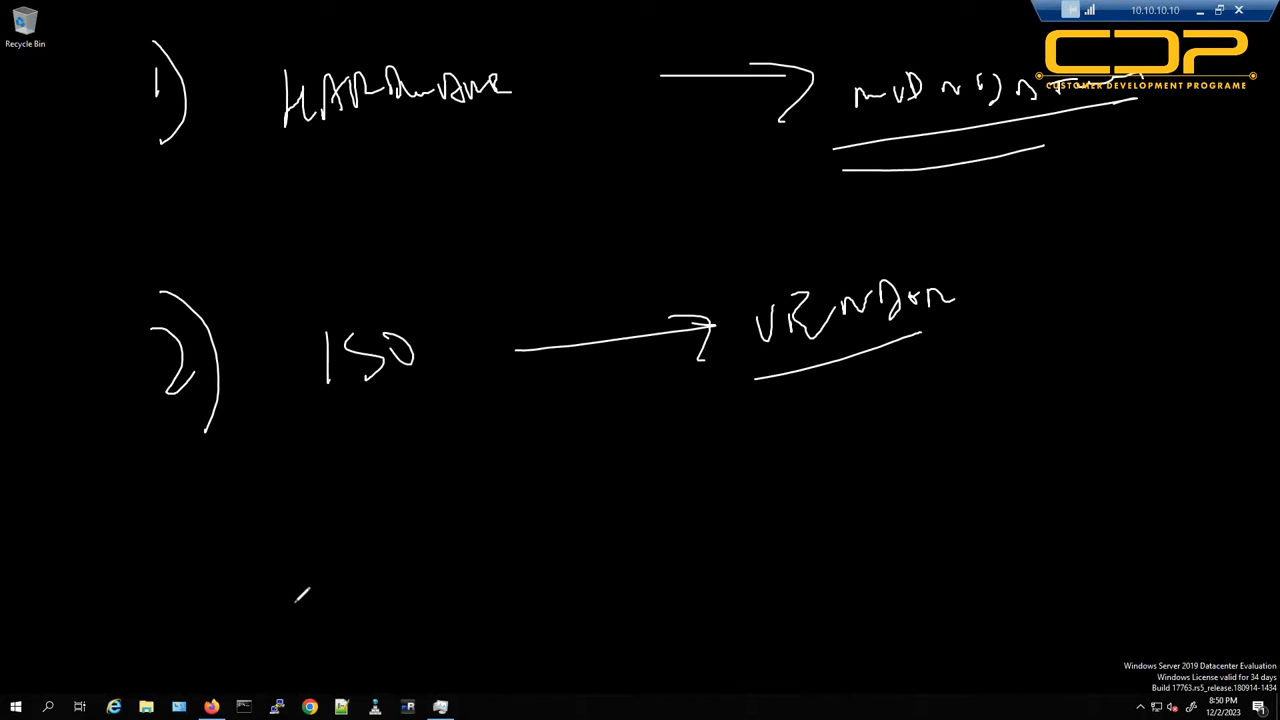 Recycle Bin
10.10.10.10
CDP
CUSTOMER DEVELOPMENT PROGRAME
1) HARDWARE
2) ISO VENDOR
Windows Server 2019 Datacenter Evaluation
Windows License valid for 34 days
Build 17763.rs5_release.180914-1434
8:50 PM
12/2/2023